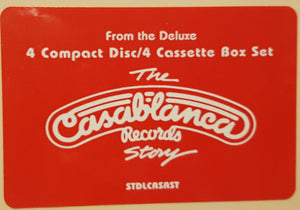 From the Deluxe
4 Compact Disc/4 Cassette Box Set
The
Casablanca
Records
Story
STDLCASAST